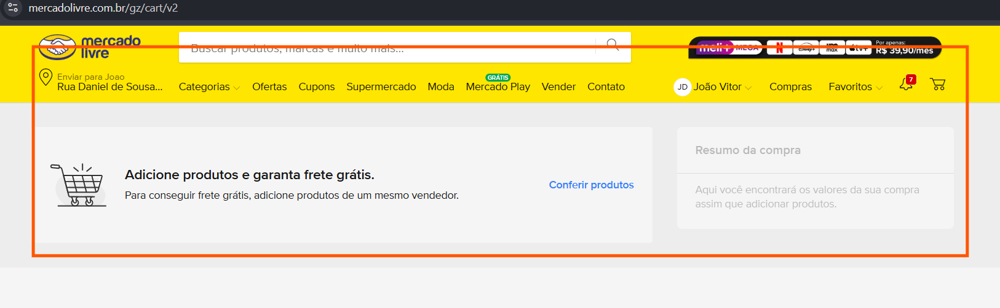 mercadolivre.com.br/gz/cart/v2
mercado
livre
Buscar produtos, marcas e muito mais...
meli+ MEGA
N
Disney+
HBO
max
tv+
Por apenas:
R$ 39,90/mês
Enviar para Joao
Rua Daniel de Sousa...
Categorias
Ofertas
Cupons
Supermercado
Moda
GRÁTIS
Mercado Play
Vender
Contato
JD
João Vitor
Compras
Favoritos
7
Adicione produtos e garanta frete grátis.
Para conseguir frete grátis, adicione produtos de um mesmo vendedor.
Conferir produtos
Resumo da compra
Aqui você encontrará os valores da sua compra
assim que adicionar produtos.